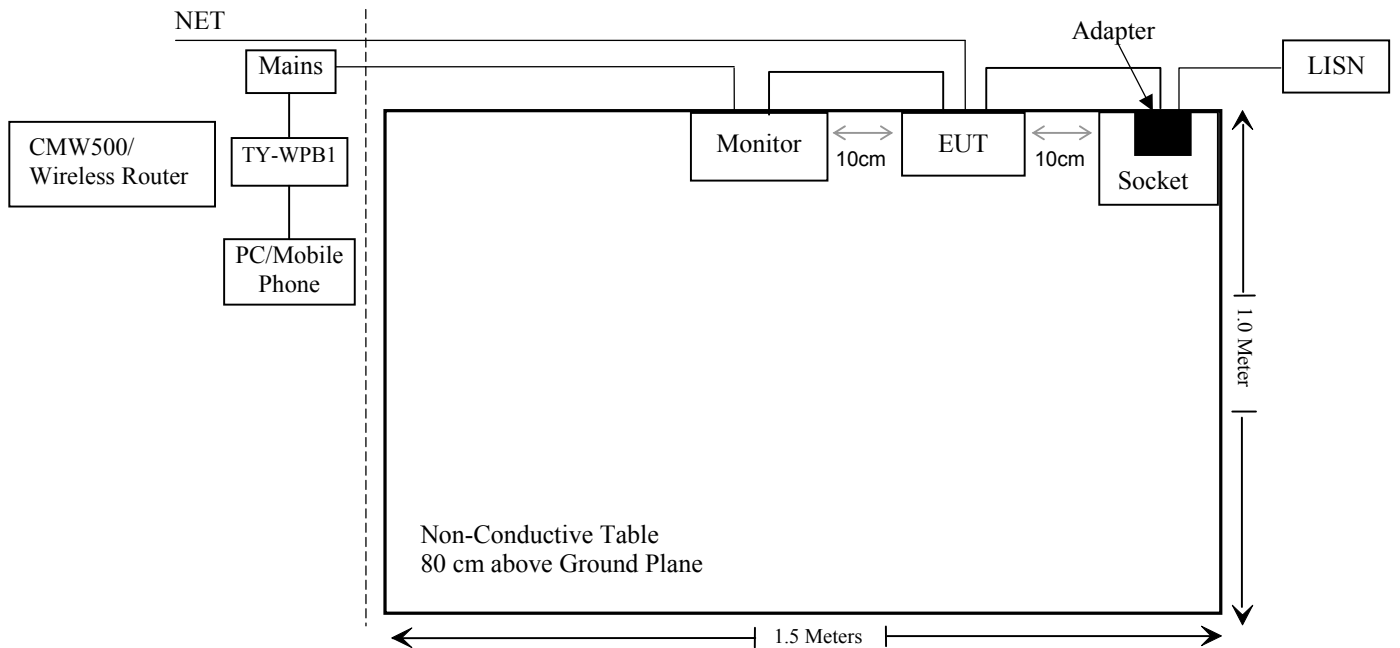 NET
Adapter
Mains
LISN
CMW500/
Wireless Router
TY-WPB1
Monitor
10cm
EUT
10cm
Socket
PC/Mobile
Phone
1.0 Meter
Non-Conductive Table
80 cm above Ground Plane
1.5 Meters